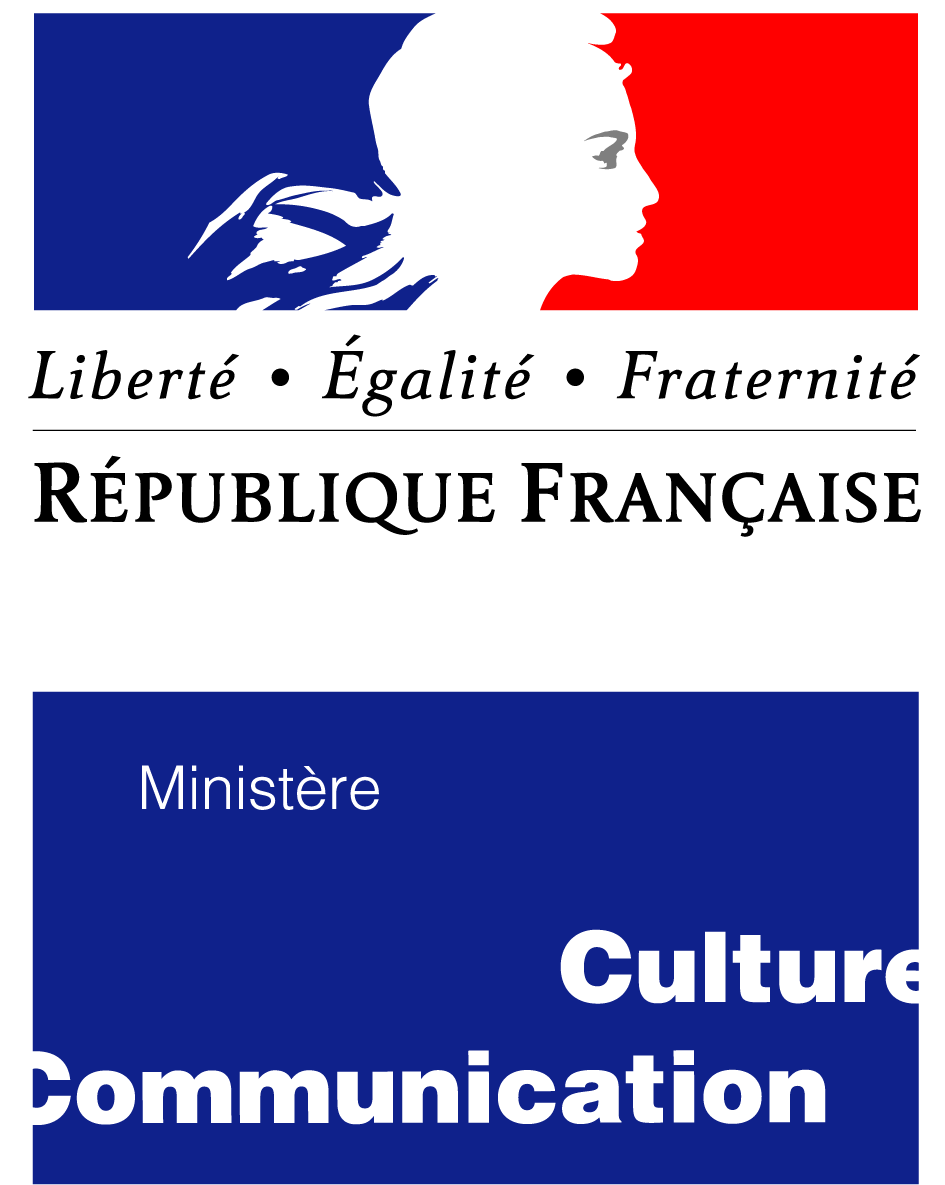 Liberté • Égalité • Fraternité
RÉPUBLIQUE FRANÇAISE
Ministère
Culture
Communication